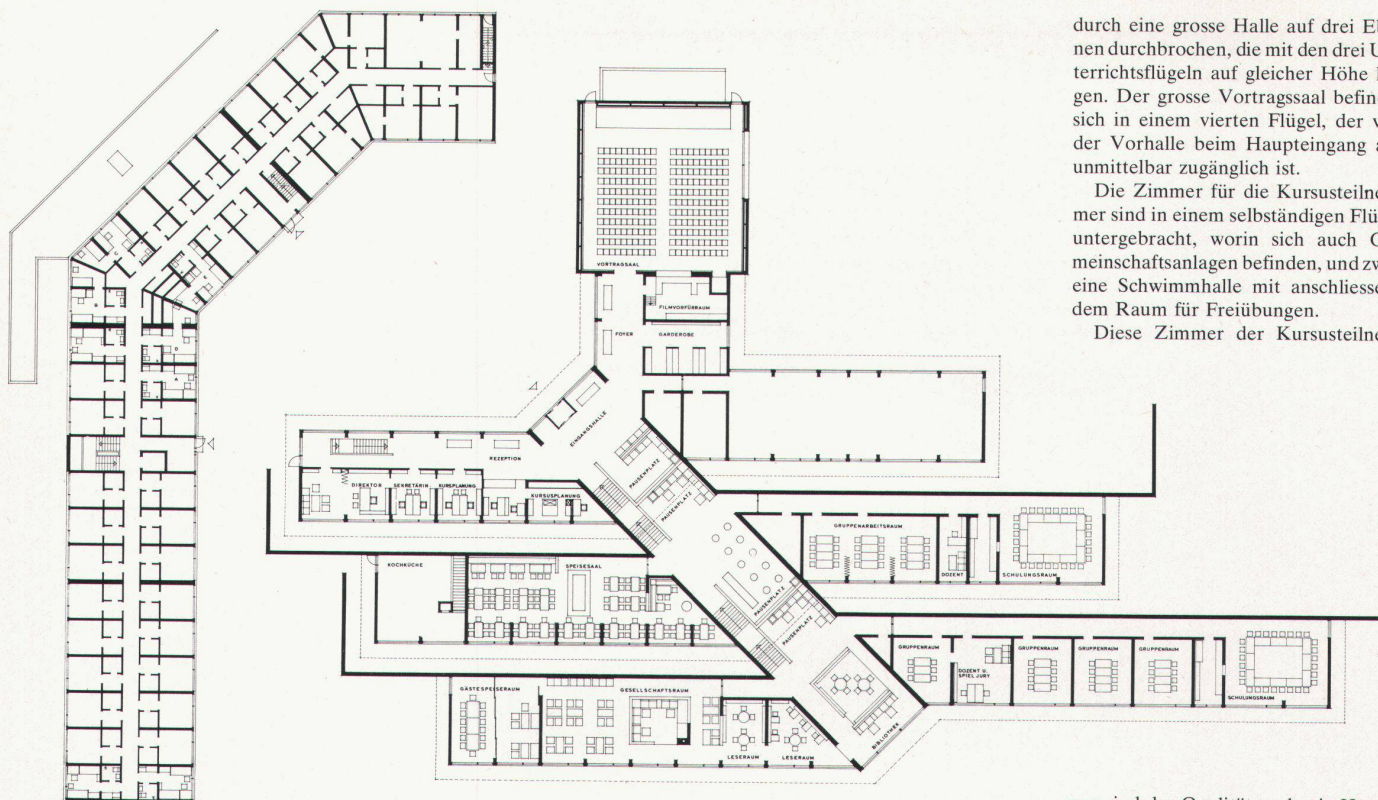 durch eine grosse Halle auf drei Eb
nen durchbrochen, die mit den drei U
terrichtsflügeln auf gleicher Höhe l
gen. Der grosse Vortragssaal befin
sich in einem vierten Flügel, der v
der Vorhalle beim Haupteingang a
unmittelbar zugänglich ist.
Die Zimmer für die Kursusteilne
mer sind in einem selbständigen Flü
untergebracht, worin sich auch G
meinschaftsanlagen befinden, und zw
eine Schwimmhalle mit anschliesse
dem Raum für Freiübungen.
Diese Zimmer der Kursusteilne
VORTRAGSAAL
FILMVORFÜRRAUM
FOYER
GARDEROBE
EINGANGSHALLE
REZEPTION
PAUSENPLATZ
PAUSENPLATZ
DIREKTOR
SEKRETÄRIN
KURSPLANUNG
KURSUSPLANUNG
GRUPPENARBEITSRAUM
DOZENT
SCHULUNGSRAUM
KOCHKÜCHE
SPEISESAAL
PAUSENPLATZ
PAUSENPLATZ
GRUPPENRAUM
DOZENT U.
SPIEL JURY
GRUPPENRAUM
GRUPPENRAUM
GRUPPENRAUM
SCHULUNGSRAUM
GÄSTESPEISERAUM
GESELLSCHAFTSRAUM
LESERAUM
LESERAUM
BIBLIOTHEK